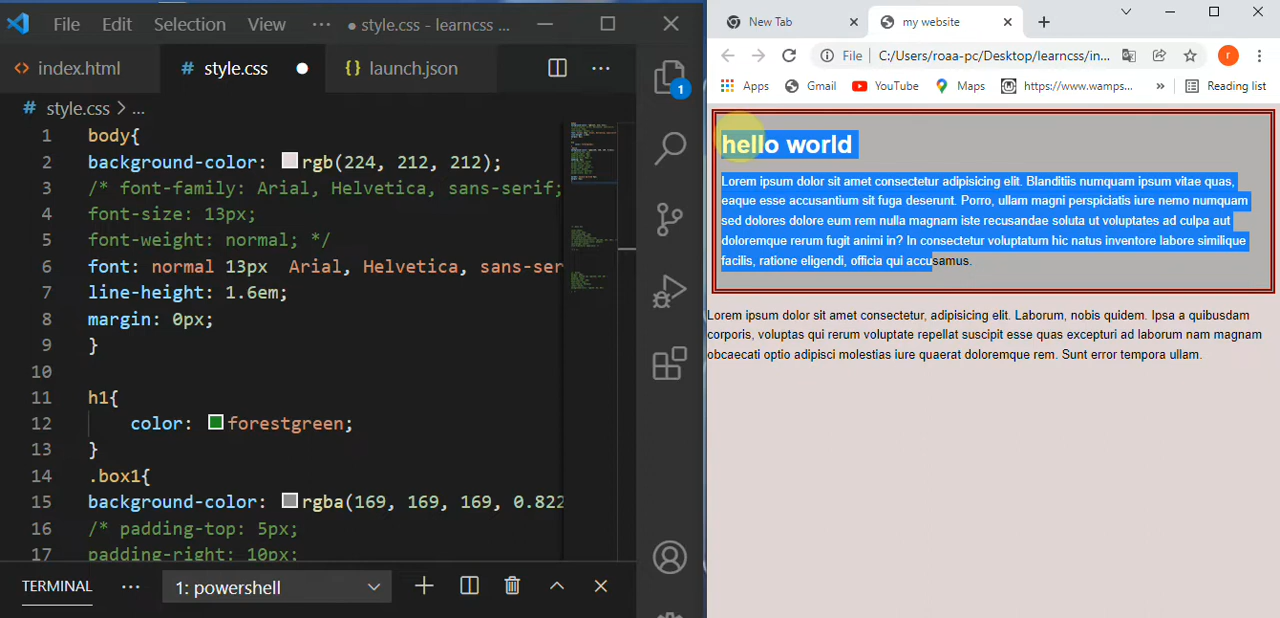 File Edit Selection View ··· ● style.css - learncss ...
index.html # style.css ● {} launch.json ···
# style.css > ...
1 body{
2 background-color: rgb(224, 212, 212);
3 /* font-family: Arial, Helvetica, sans-serif;
4 font-size: 13px;
5 font-weight: normal; */
6 font: normal 13px Arial, Helvetica, sans-ser
7 line-height: 1.6em;
8 margin: 0px;
9 }
10
11 h1{
12 color: forestgreen;
13 }
14 .box1{
15 background-color: rgba(169, 169, 169, 0.822
16 /* padding-top: 5px;
17 padding-right: 10px;
TERMINAL ··· 1: powershell
1
New Tab my website
File C:/Users/roaa-pc/Desktop/learncss/in... r
Apps Gmail YouTube Maps https://www.wamps... » Reading list
hello world
Lorem ipsum dolor sit amet consectetur adipisicing elit. Blanditiis numquam ipsum vitae quas,
eaque esse accusantium sit fuga deserunt. Porro, ullam magni perspiciatis iure nemo numquam
sed dolores dolore eum rem nulla magnam iste recusandae soluta ut voluptates ad culpa aut
doloremque rerum fugit animi in? In consectetur voluptatum hic natus inventore labore similique
facilis, ratione eligendi, officia qui accusamus.
Lorem ipsum dolor sit amet consectetur, adipisicing elit. Laborum, nobis quidem. Ipsa a quibusdam
corporis, voluptas qui rerum voluptate repellat suscipit esse quas excepturi ad laborum nam magnam
obcaecati optio adipisci molestias iure quaerat doloremque rem. Sunt error tempora ullam.